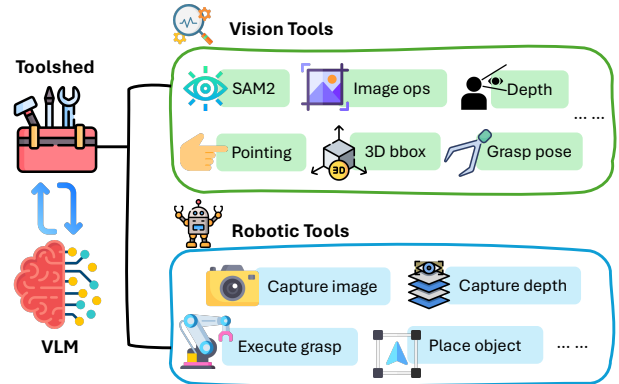 Vision Tools
Toolshed
SAM2
Image ops
Depth
... ...
Pointing
3D
3D bbox
Grasp pose
Robotic Tools
Capture image
Capture depth
VLM
Execute grasp
Place object
... ...